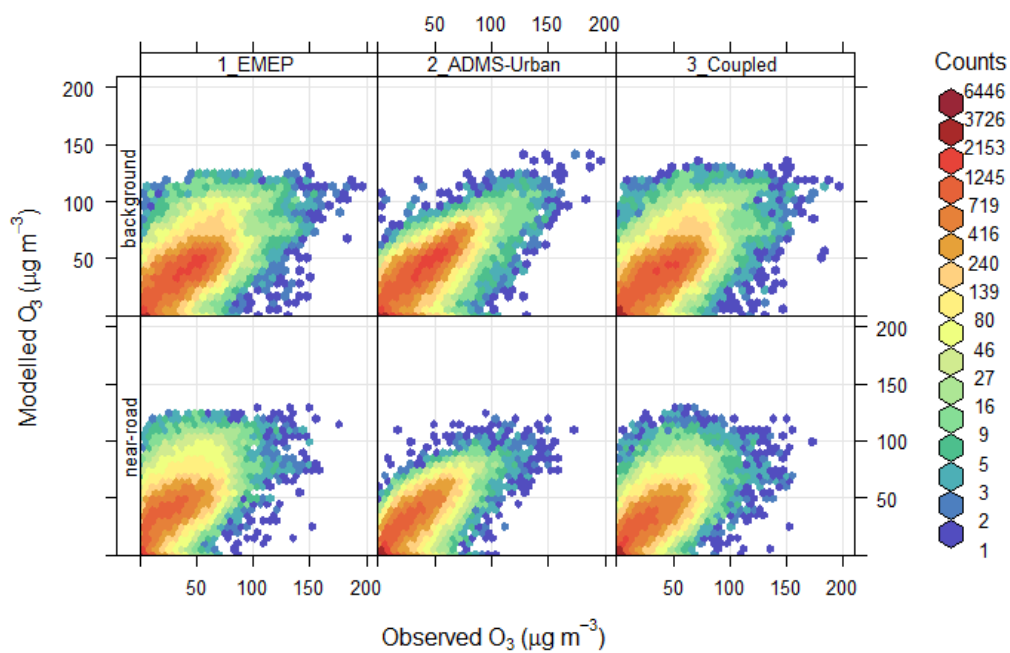 50 100 150 200
1_EMEP 2_ADMS-Urban 3_Coupled
Counts
6446
3726
2153
1245
719
416
240
139
80
46
27
16
9
5
3
2
1
200
150
100
50
background
near-road
200
150
100
50
Modelled O₃ (μg m⁻³)
50 100 150 200
50 100 150 200
Observed O₃ (μg m⁻³)